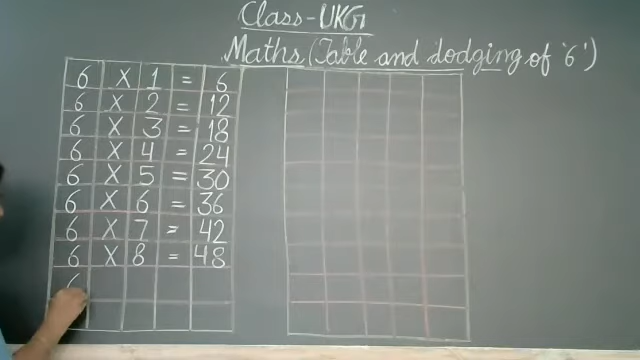 Class-UKG
Maths (Table and dodging of '6')
6 X 1 = 6
6 X 2 = 12
6 X 3 = 18
6 X 4 = 24
6 X 5 = 30
6 X 6 = 36
6 X 7 = 42
6 X 8 = 48
6